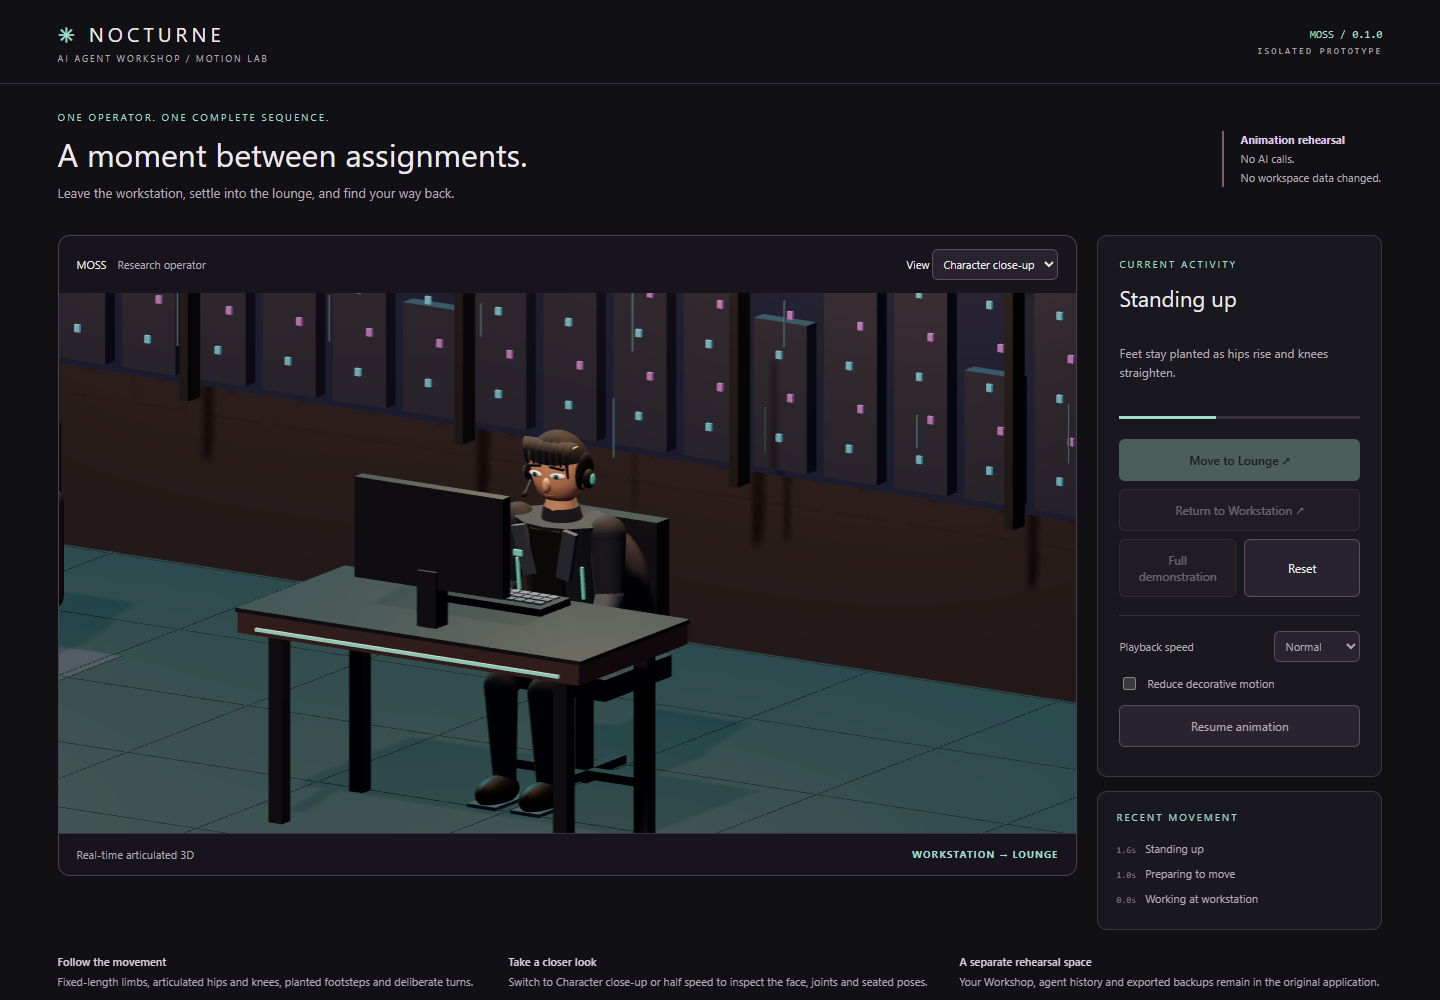 NOCTURNE
AI AGENT WORKSHOP / MOTION LAB
MOSS / 0.1.0
ISOLATED PROTOTYPE
ONE OPERATOR. ONE COMPLETE SEQUENCE.
A moment between assignments.
Leave the workstation, settle into the lounge, and find your way back.
Animation rehearsal
No AI calls.
No workspace data changed.
MOSS Research operator
View Character close-up
Real-time articulated 3D
WORKSTATION → LOUNGE
CURRENT ACTIVITY
Standing up
Feet stay planted as hips rise and knees
straighten.
Move to Lounge ↗
Return to Workstation ↗
Full
demonstration
Reset
Playback speed Normal
Reduce decorative motion
Resume animation
RECENT MOVEMENT
1.6s Standing up
1.0s Preparing to move
0.0s Working at workstation
Follow the movement
Fixed-length limbs, articulated hips and knees, planted footsteps and deliberate turns.
Take a closer look
Switch to Character close-up or half speed to inspect the face, joints and seated poses.
A separate rehearsal space
Your Workshop, agent history and exported backups remain in the original application.